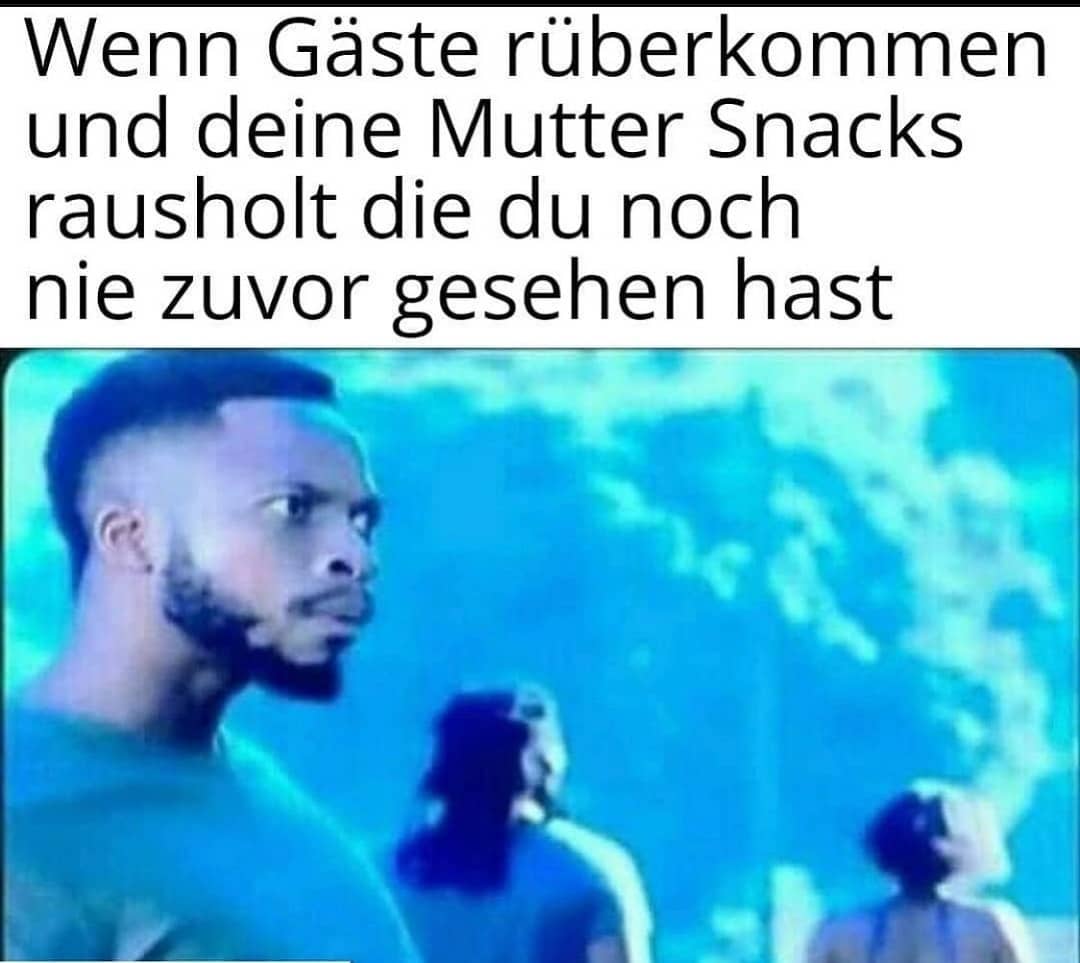 Wenn Gäste rüberkommen
und deine Mutter Snacks
rausholt die du noch
nie zuvor gesehen hast